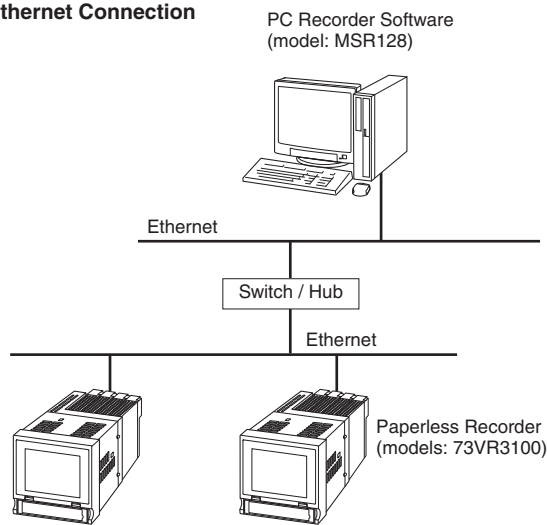 thernet Connection
PC Recorder Software
(model: MSR128)
Ethernet
Switch / Hub
Ethernet
Paperless Recorder
(models: 73VR3100)